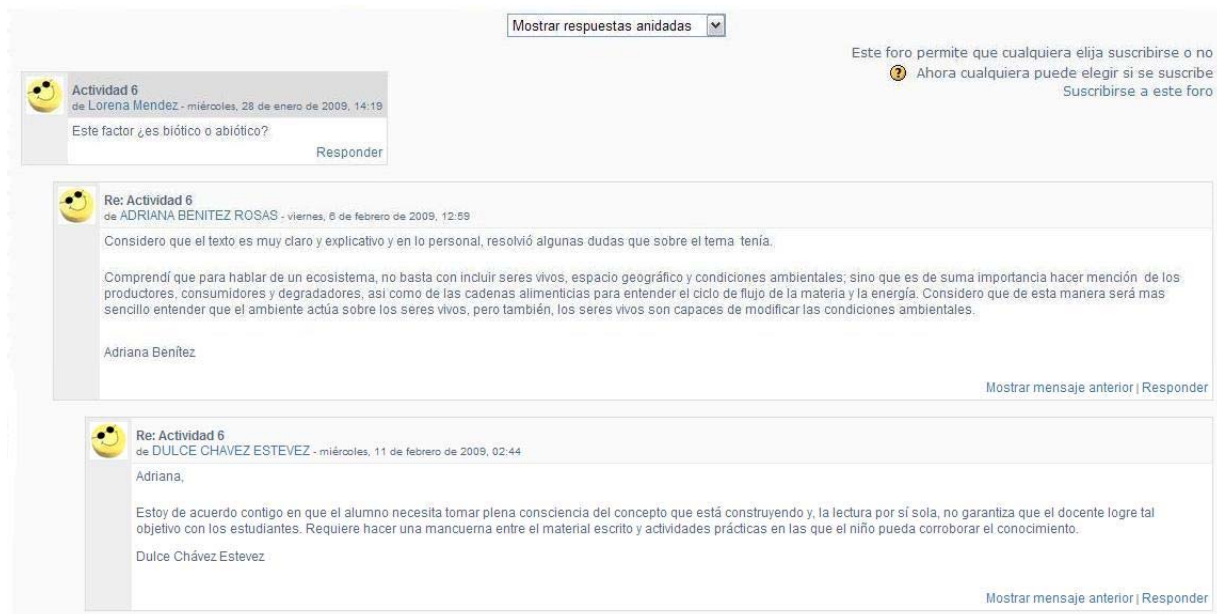 Mostrar respuestas anidadas
Este foro permite que cualquiera elija suscribirse o no
Ahora cualquiera puede elegir si se suscribe
Suscribirse a este foro
Actividad 6
de Lorena Mendez - miércoles, 28 de enero de 2009, 14:19
Este factor ¿es biótico o abiótico?
Responder
Re: Actividad 6
de ADRIANA BENITEZ ROSAS - viernes, 6 de febrero de 2009, 12:59
Considero que el texto es muy claro y explicativo y en lo personal, resolvió algunas dudas que sobre el tema tenía.
Comprendí que para hablar de un ecosistema, no basta con incluir seres vivos, espacio geográfico y condiciones ambientales; sino que es de suma importancia hacer mención de los
productores, consumidores y degradadores, asi como de las cadenas alimenticias para entender el ciclo de flujo de la materia y la energía. Considero que de esta manera será mas
sencillo entender que el ambiente actúa sobre los seres vivos, pero también, los seres vivos son capaces de modificar las condiciones ambientales.
Adriana Benítez
Mostrar mensaje anterior | Responder
Re: Actividad 6
de DULCE CHAVEZ ESTEVEZ - miércoles, 11 de febrero de 2009, 02:44
Adriana,
Estoy de acuerdo contigo en que el alumno necesita tomar plena consciencia del concepto que está construyendo y, la lectura por sí sola, no garantiza que el docente logre tal
objetivo con los estudiantes. Requiere hacer una mancuerna entre el material escrito y actividades prácticas en las que el niño pueda corroborar el conocimiento.
Dulce Chávez Estevez
Mostrar mensaje anterior | Responder